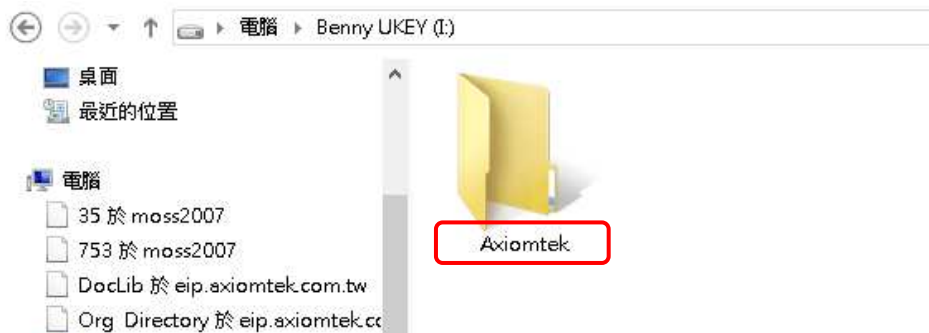 電腦 Benny UKEY (I:)
桌面
最近的位置
電腦
35 於 moss2007
753 於 moss2007
DocLib 於 eip.axiomtek.com.tw
Org Directory 於 eip.axiomtek.cc
Axiomtek